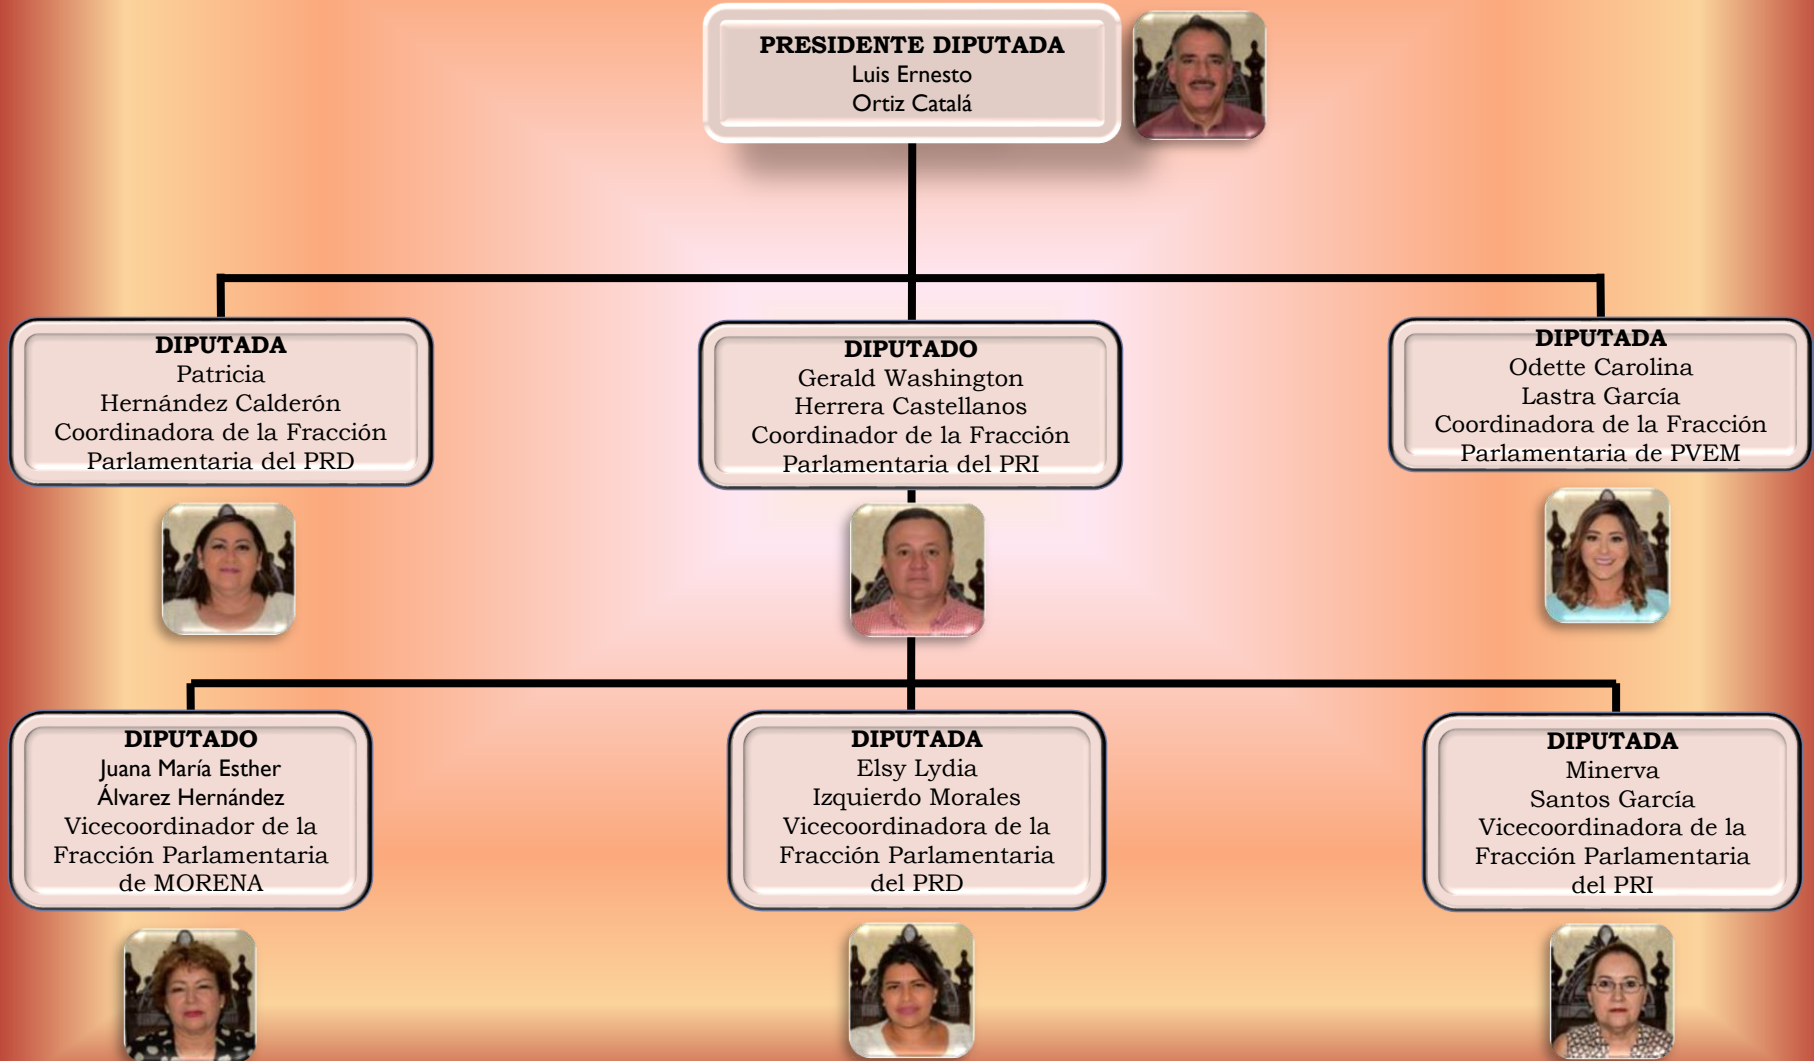 PRESIDENTE DIPUTADA
Luis Ernesto
Ortiz Catalá
DIPUTADA
Patricia
Hernández Calderón
Coordinadora de la Fracción
Parlamentaria del PRD
DIPUTADO
Gerald Washington
Herrera Castellanos
Coordinador de la Fracción
Parlamentaria del PRI
DIPUTADA
Odette Carolina
Lastra García
Coordinadora de la Fracción
Parlamentaria de PVEM
DIPUTADO
Juana María Esther
Álvarez Hernández
Vicecoordinador de la
Fracción Parlamentaria
de MORENA
DIPUTADA
Elsy Lydia
Izquierdo Morales
Vicecoordinadora de la
Fracción Parlamentaria
del PRD
DIPUTADA
Minerva
Santos García
Vicecoordinadora de la
Fracción Parlamentaria
del PRI